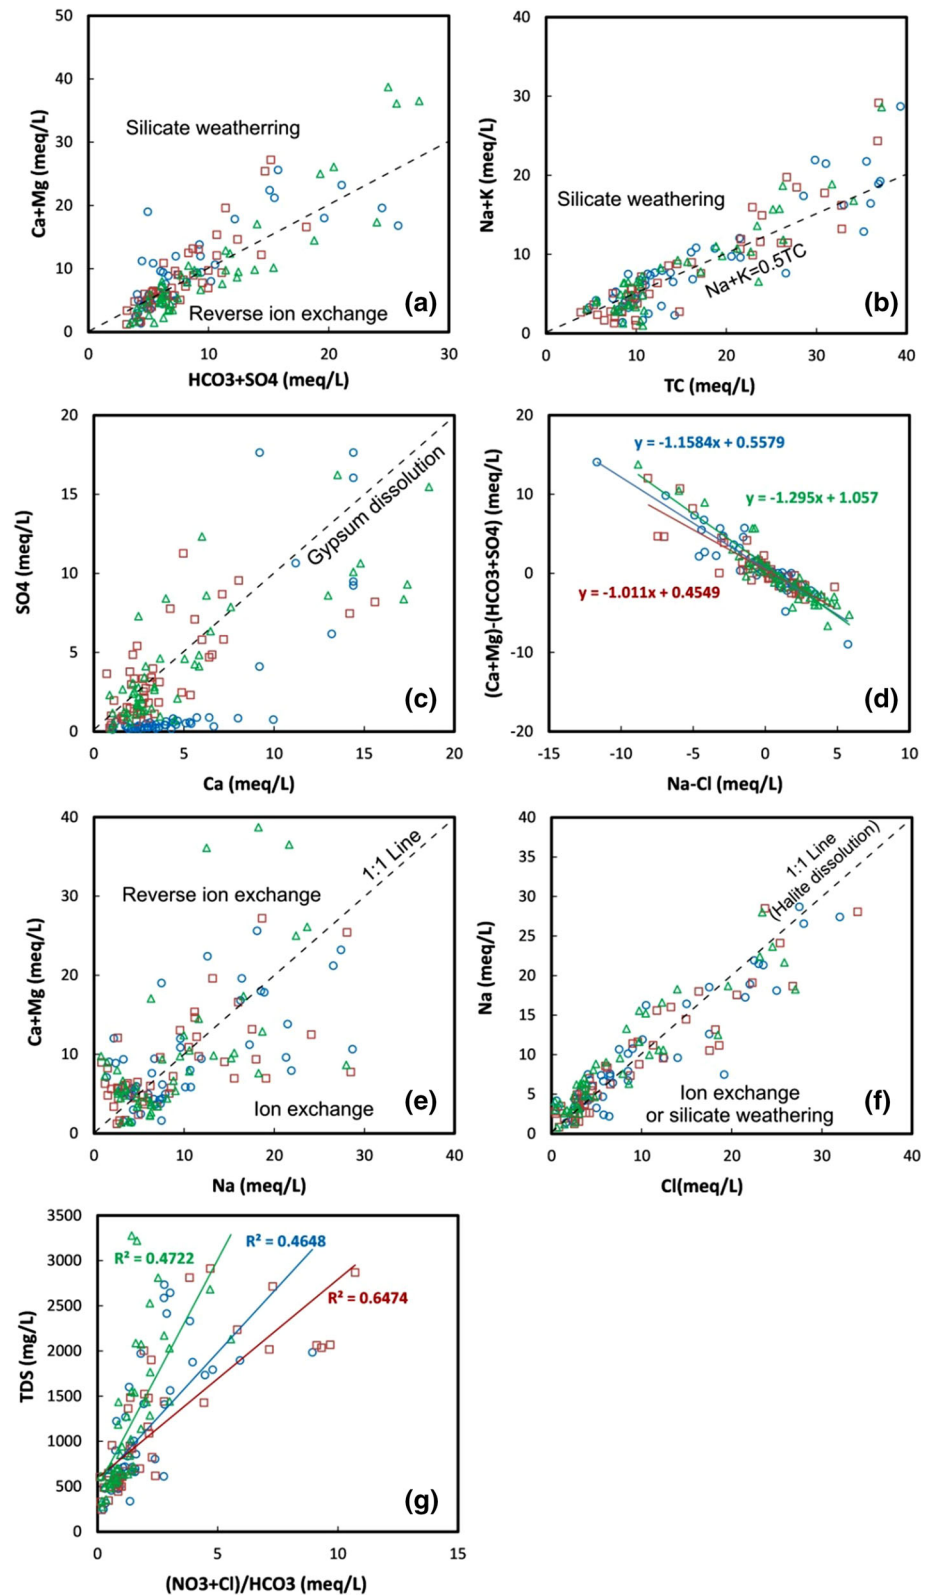 50
40
30
20
10
0
Ca+Mg (meq/L)
Silicate weatherring
Reverse ion exchange
(a)
0 10 20 30
HCO3+SO4 (meq/L)
40
30
20
10
0
Na+K (meq/L)
Silicate weathering
Na+K=0.5TC
(b)
0 10 20 30 40
TC (meq/L)
20
15
10
5
0
SO4 (meq/L)
Gypsum dissolution
(c)
0 5 10 15 20
Ca (meq/L)
20
10
0
-10
-20
(Ca+Mg)-(HCO3+SO4) (meq/L)
y = -1.1584x + 0.5579
y = -1.295x + 1.057
y = -1.011x + 0.4549
(d)
-15 -10 -5 0 5 10
Na-Cl (meq/L)
40
30
20
10
0
Ca+Mg (meq/L)
1:1 Line
Reverse ion exchange
Ion exchange
(e)
0 10 20 30 40
Na (meq/L)
40
35
30
25
20
15
10
5
0
Na (meq/L)
1:1 Line
(Halite dissolution)
Ion exchange
or silicate weathering
(f)
0 10 20 30 40
Cl(meq/L)
3500
3000
2500
2000
1500
1000
500
0
TDS (mg/L)
R² = 0.4722
R² = 0.4648
R² = 0.6474
(g)
0 5 10 15
(NO3+Cl)/HCO3 (meq/L)